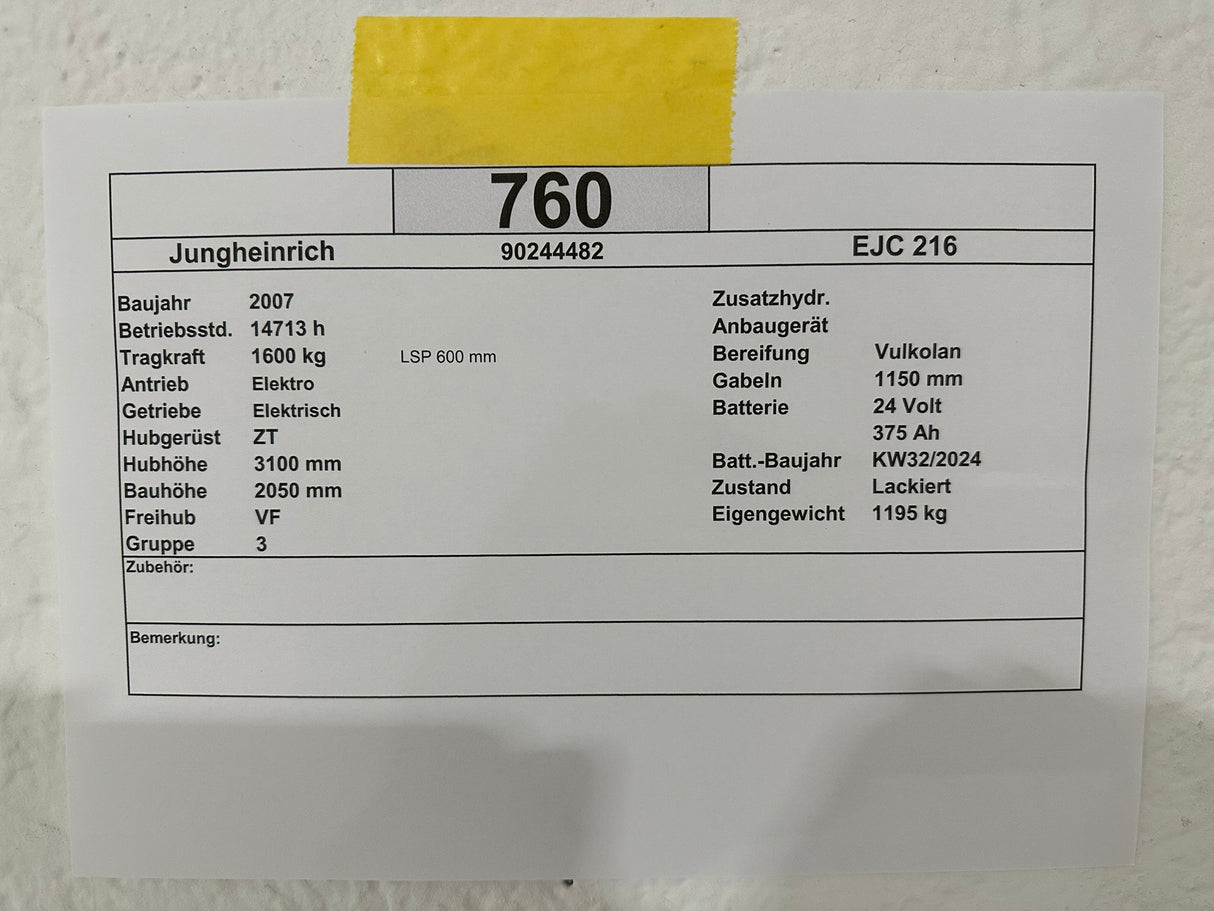 760
Jungheinrich 90244482 EJC 216
Baujahr 2007
Betriebsstd. 14713 h
Tragkraft 1600 kg LSP 600 mm
Antrieb Elektro
Getriebe Elektrisch
Hubgerüst ZT
Hubhöhe 3100 mm
Bauhöhe 2050 mm
Freihub VF
Gruppe 3
Zusatzhydr.
Anbaugerät
Bereifung Vulkolan
Gabeln 1150 mm
Batterie 24 Volt
375 Ah
Batt.-Baujahr KW32/2024
Zustand Lackiert
Eigengewicht 1195 kg
Zubehör:
Bemerkung: